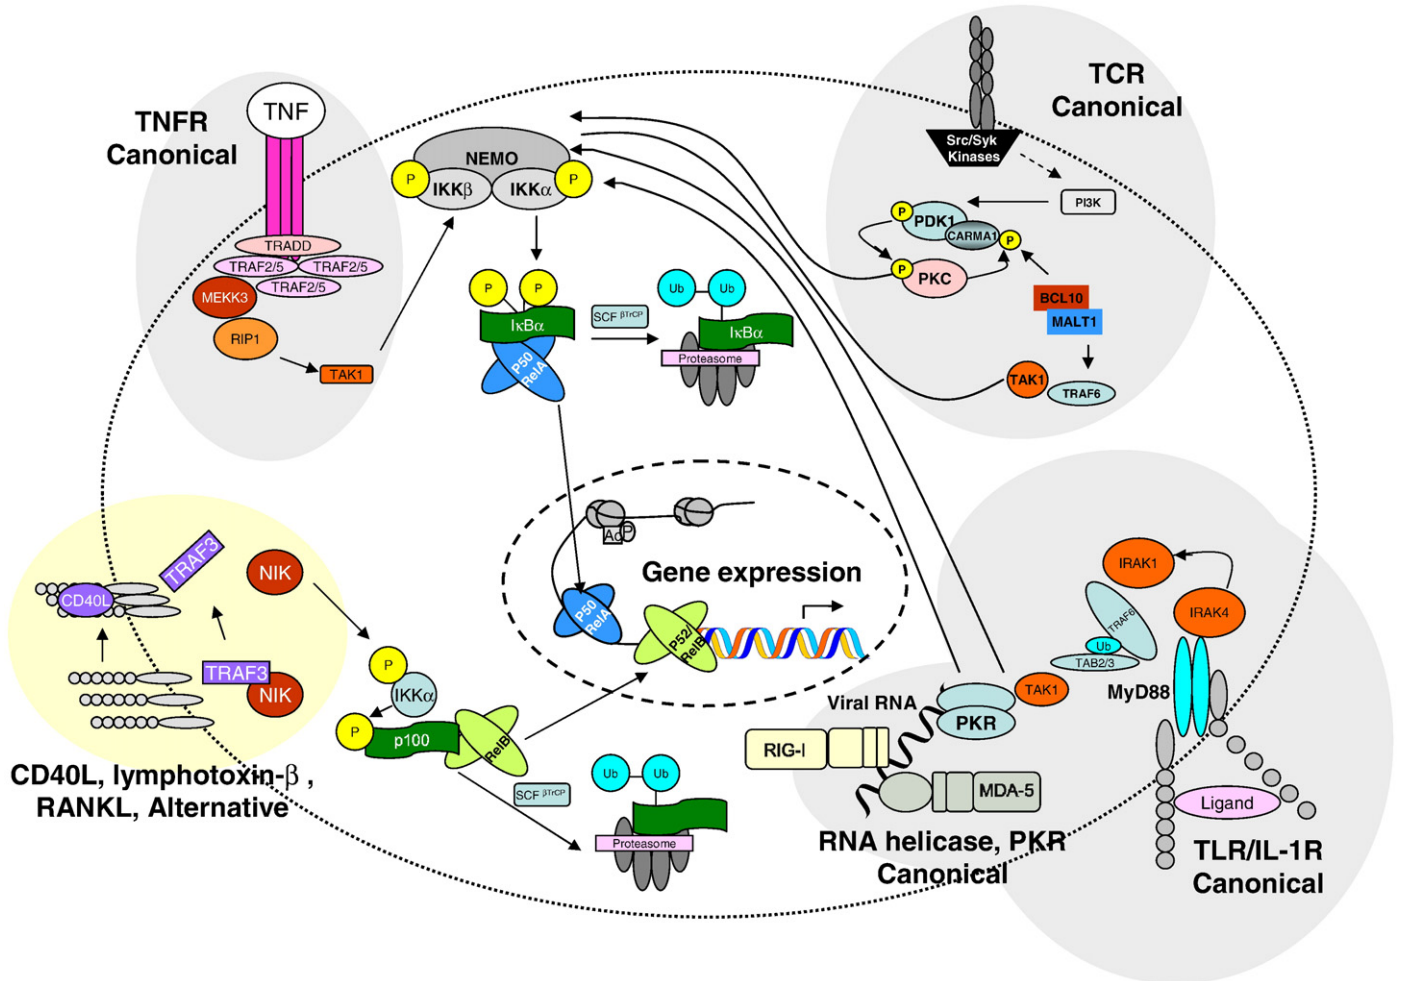 TNFR
Canonical
TNF
TRADD
TRAF2/5
TRAF2/5
TRAF2/5
MEKK3
RIP1
TAK1
NEMO
P
IKKβ
IKKα
P
P
P
IκBα
P50
RelA
SCF βTrCP
Ub
Ub
IκBα
Proteasome
TCR
Canonical
Src/Syk
Kinases
PI3K
P
PDK1
CARMA1
P
P
PKC
BCL10
MALT1
TAK1
TRAF6
Ac
P
Gene expression
P50
RelA
P52/
RelB
TRAF3
CD40L
NIK
TRAF3
NIK
CD40L, lymphotoxin-β ,
RANKL, Alternative
P
IKKα
P
p100
RelB
SCF βTrCP
Ub
Ub
Proteasome
Viral RNA
PKR
TAK1
RIG-I
MDA-5
RNA helicase, PKR
Canonical
IRAK1
IRAK4
TRAF6
Ub
TAB2/3
MyD88
Ligand
TLR/IL-1R
Canonical